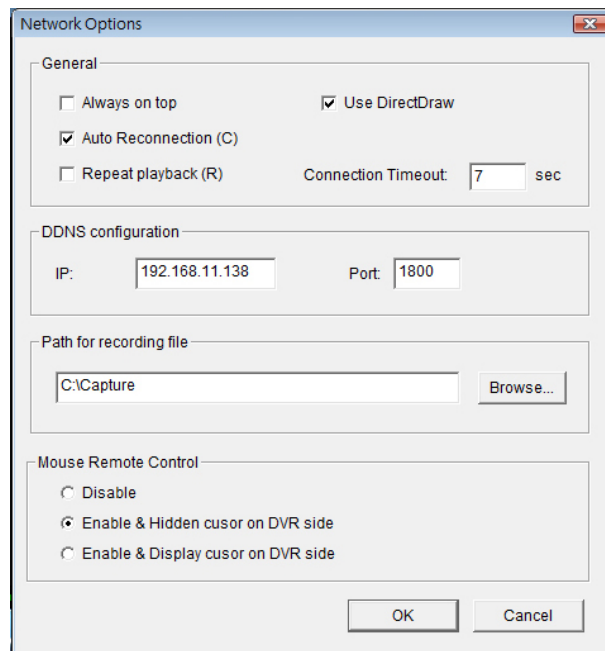 Network Options
General
Always on top
Use DirectDraw
Auto Reconnection (C)
Repeat playback (R)
Connection Timeout: 7 sec
DDNS configuration
IP: 192.168.11.138 Port: 1800
Path for recording file
C:\Capture Browse...
Mouse Remote Control
Disable
Enable & Hidden cusor on DVR side
Enable & Display cusor on DVR side
OK Cancel